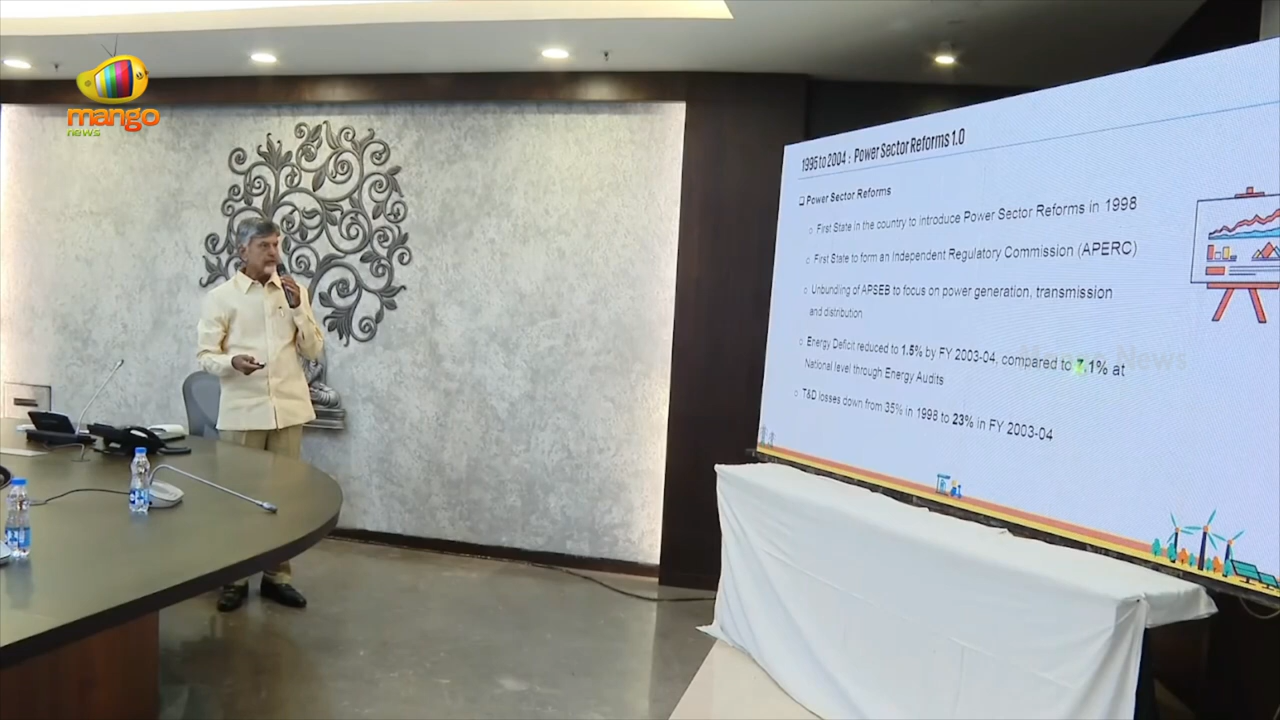 mango
news
1995 to 2004 : Power Sector Reforms 1.0
Power Sector Reforms
First State in the country to introduce Power Sector Reforms in 1998
First State to form an Independent Regulatory Commission (APERC)
Unbunding of APSEB to focus on power generation, transmission
and distribution
Energy Deficit reduced to 1.5% by FY 2003-04, compared to 7.1% at
National level through Energy Audits
T&D losses down from 35% in 1998 to 23% in FY 2003-04
News